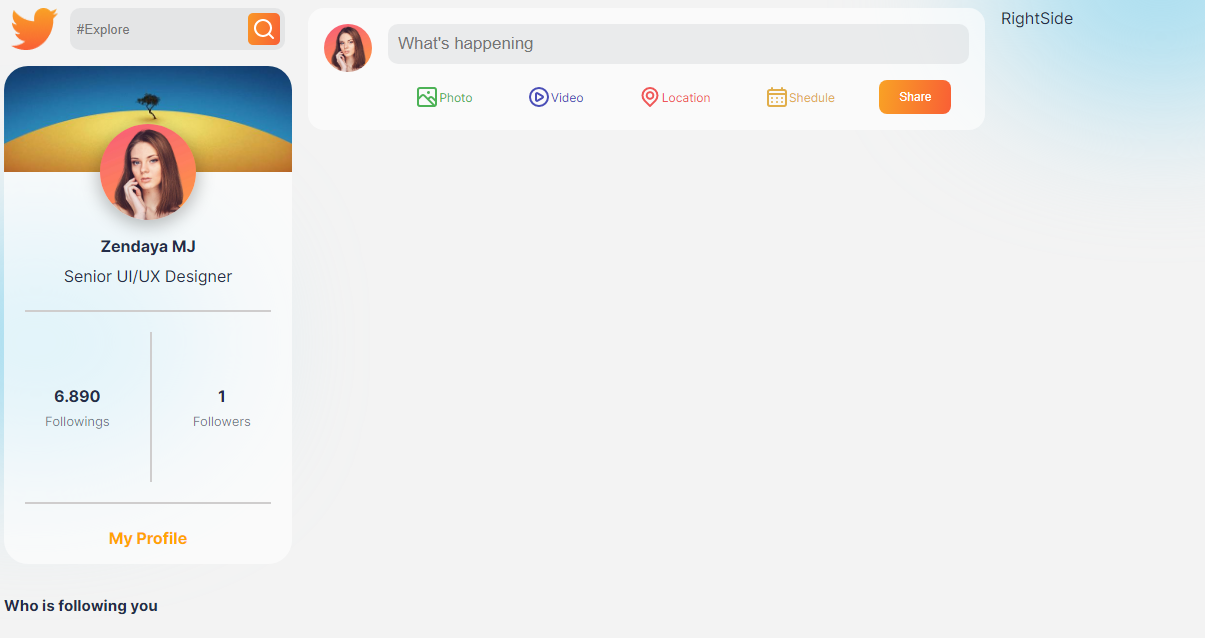 #Explore
What's happening
Photo
Video
Location
Shedule
Share
RightSide
Zendaya MJ
Senior UI/UX Designer
6.890
Followings
1
Followers
My Profile
Who is following you